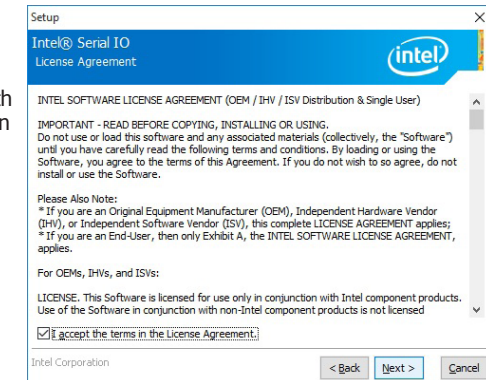 Setup
Intel® Serial IO
License Agreement
intel
INTEL SOFTWARE LICENSE AGREEMENT (OEM / IHV / ISV Distribution & Single User)
IMPORTANT - READ BEFORE COPYING, INSTALLING OR USING.
Do not use or load this software and any associated materials (collectively, the "Software")
until you have carefully read the following terms and conditions. By loading or using the
Software, you agree to the terms of this Agreement. If you do not wish to so agree, do not
install or use the Software.
Please Also Note:
* If you are an Original Equipment Manufacturer (OEM), Independent Hardware Vendor
(IHV), or Independent Software Vendor (ISV), this complete LICENSE AGREEMENT applies;
* If you are an End-User, then only Exhibit A, the INTEL SOFTWARE LICENSE AGREEMENT,
applies.
For OEMs, IHVs, and ISVs:
LICENSE. This Software is licensed for use only in conjunction with Intel component products.
Use of the Software in conjunction with non-Intel component products is not licensed
I accept the terms in the License Agreement.
Intel Corporation
< Back
Next >
Cancel